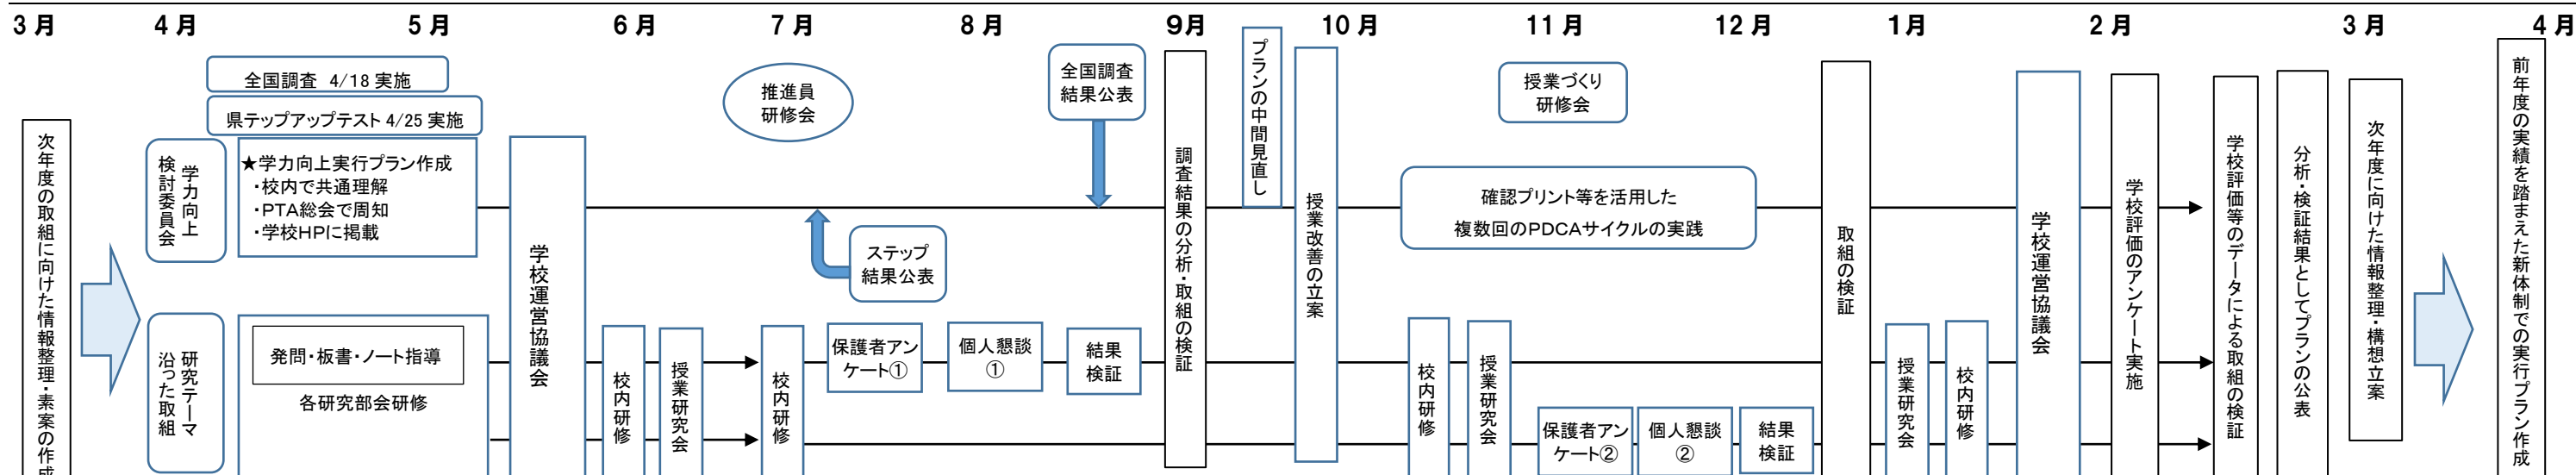 3月 4月 5月 6月 7月 8月 9月 10月 11月 12月 1月 2月 3月 4月
次年度の取組に向けた情報整理・素案の作成
全国調査 4/18 実施
県テップアップテスト 4/25 実施
学力向上
検討委員会
★学力向上実行プラン作成
・校内で共通理解
・PTA総会で周知
・学校HPに掲載
研究テーマ
沿った取組
発問・板書・ノート指導
各研究部会研修
学校運営協議会
校内研修
授業研究会
推進員
研修会
ステップ
結果公表
校内研修
保護者アン
ケート①
個人懇談
①
結果
検証
全国調査
結果公表
調査結果の分析・取組の検証
プランの中間見直し
授業改善の立案
授業づくり
研修会
確認プリント等を活用した
複数回のPDCAサイクルの実践
校内研修
授業研究会
保護者アン
ケート②
個人懇談
②
結果
検証
取組の検証
授業研究会
校内研修
学校運営協議会
学校評価のアンケート実施
学校評価等のデータによる取組の検証
分析・検証結果としてプランの公表
次年度に向けた情報整理・構想立案
前年度の実績を踏まえた新体制での実行プラン作成